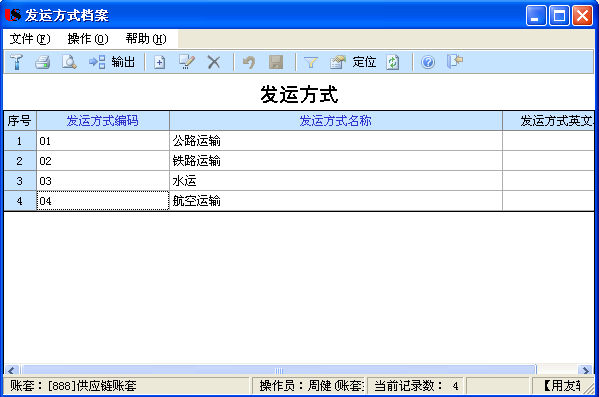 发运方式档案
文件(F) 操作(O) 帮助(H)
输出 定位
发运方式
序号 发运方式编码 发运方式名称 发运方式英文
1 01 公路运输
2 02 铁路运输
3 03 水运
4 04 航空运输
账套：[888]供应链账套 操作员：周健(账套 当前记录数： 4 【用友